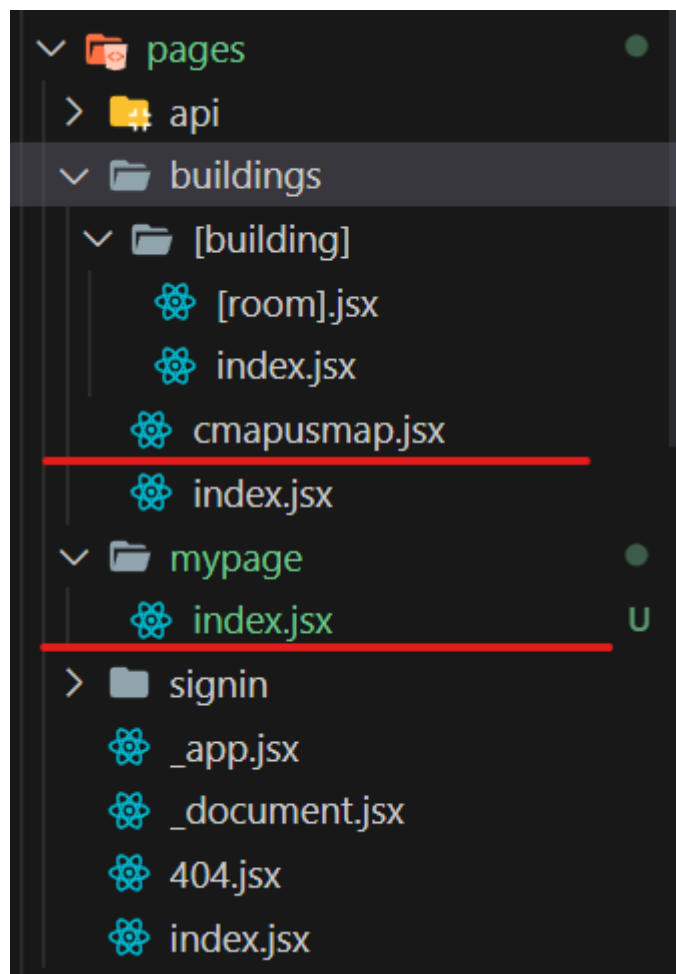 pages
api
buildings
[building]
[room].jsx
index.jsx
cmapusmap.jsx
index.jsx
mypage
index.jsx U
signin
_app.jsx
_document.jsx
404.jsx
index.jsx